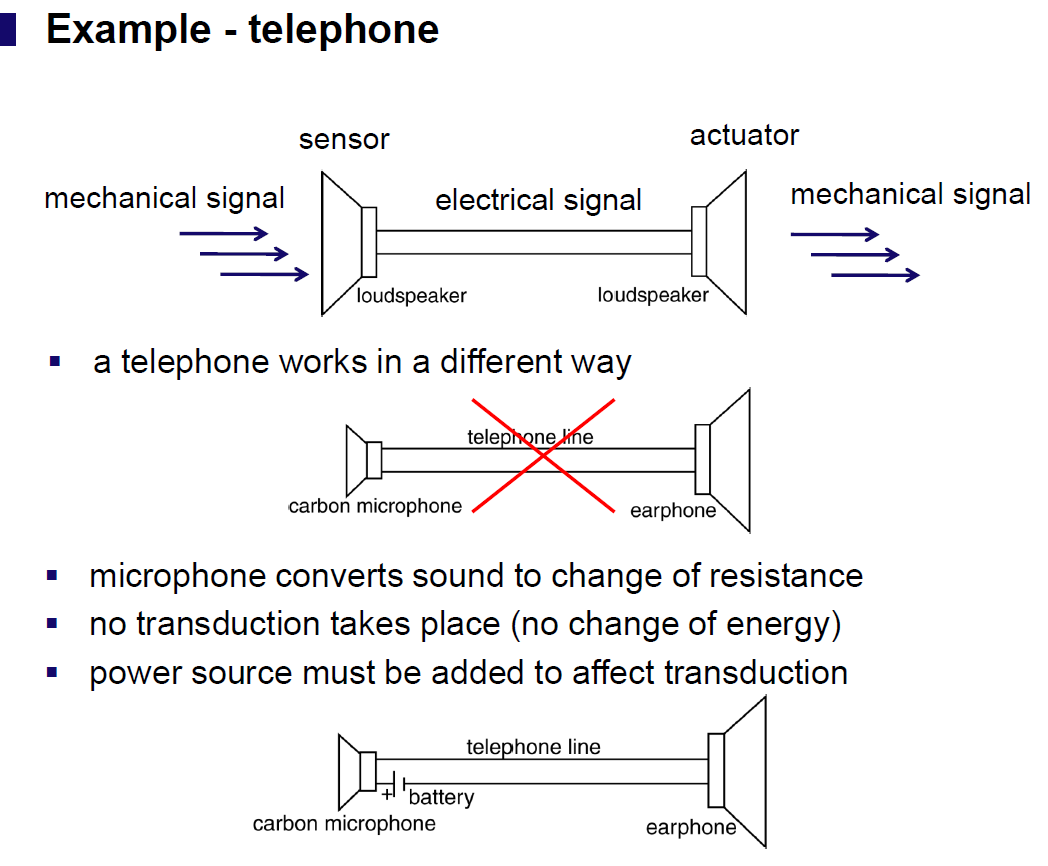 Example - telephone
sensor
actuator
mechanical signal
electrical signal
mechanical signal
loudspeaker
loudspeaker
▪ a telephone works in a different way
telephone line
carbon microphone
earphone
▪ microphone converts sound to change of resistance
▪ no transduction takes place (no change of energy)
▪ power source must be added to affect transduction
telephone line
+
battery
carbon microphone
earphone